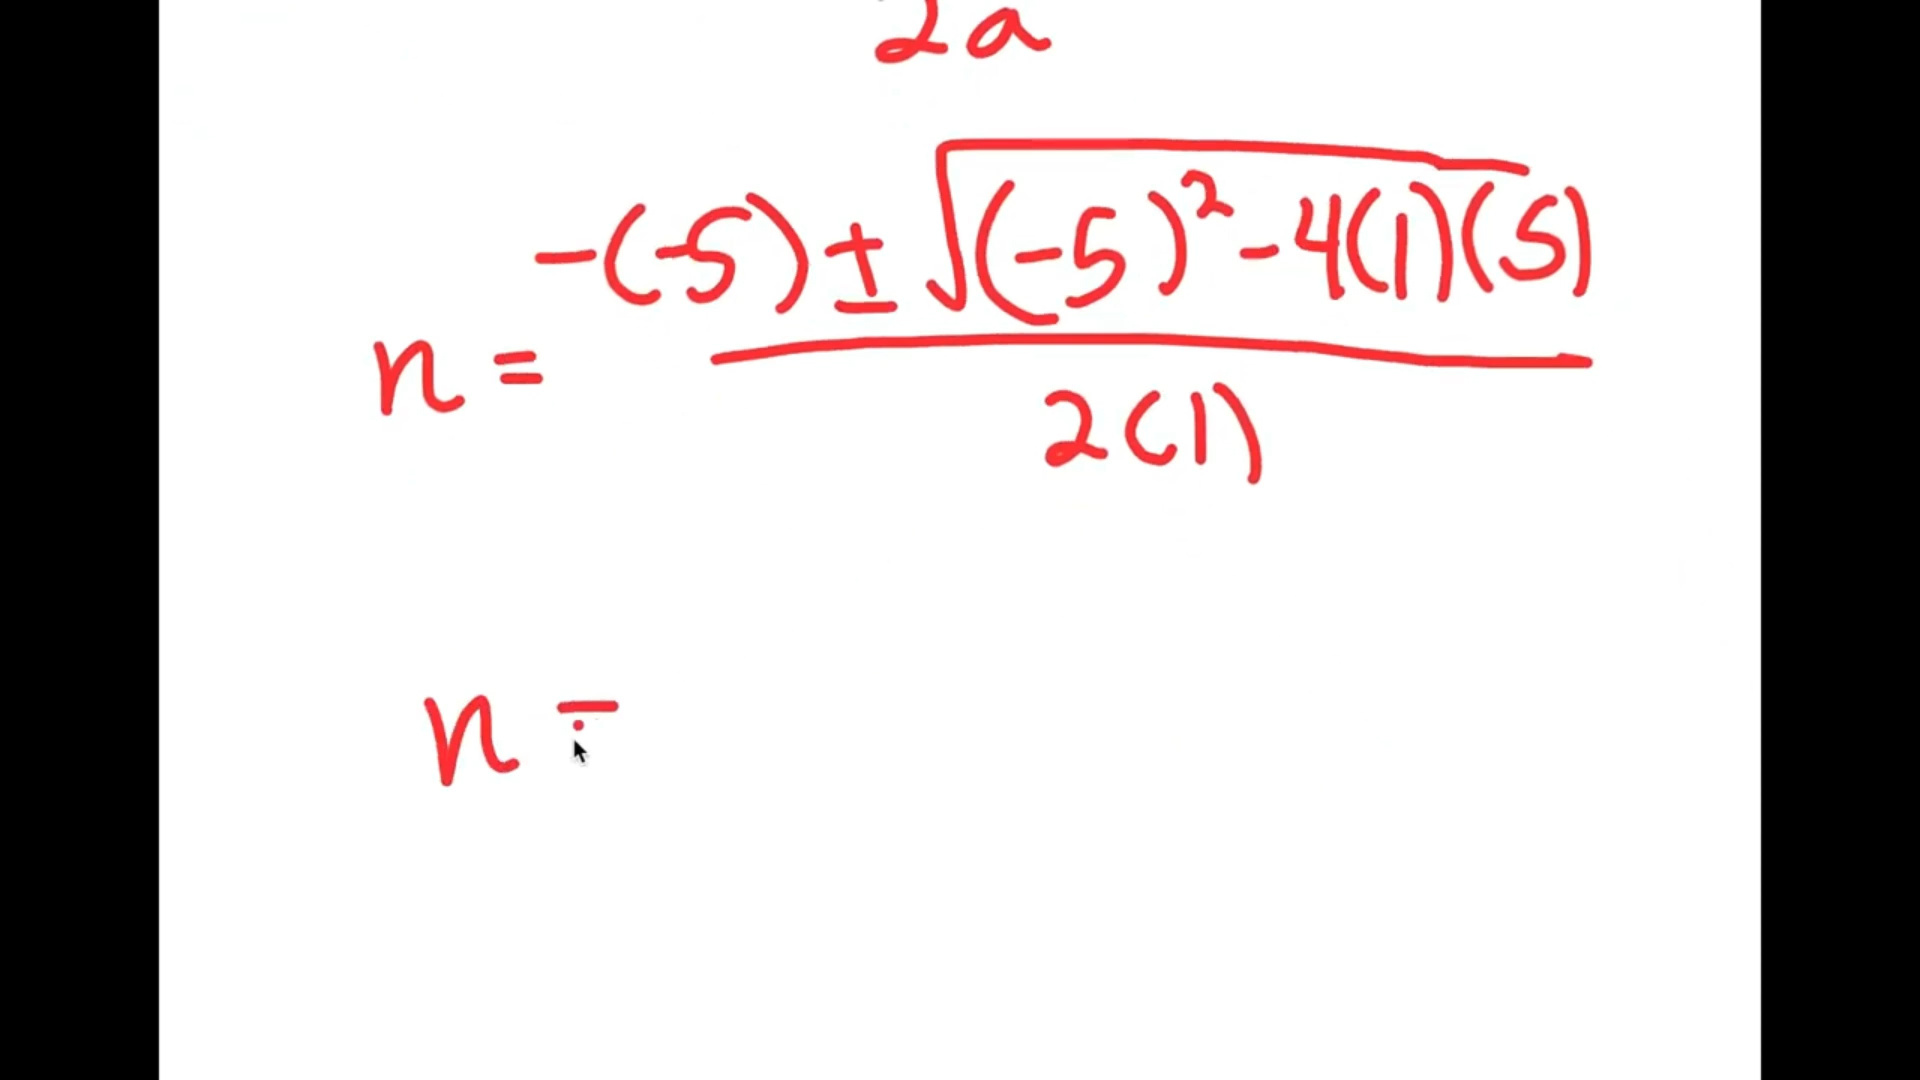 2a
n = -(-5) ± √(-5)² - 4(1)(5)
2(1)
n =